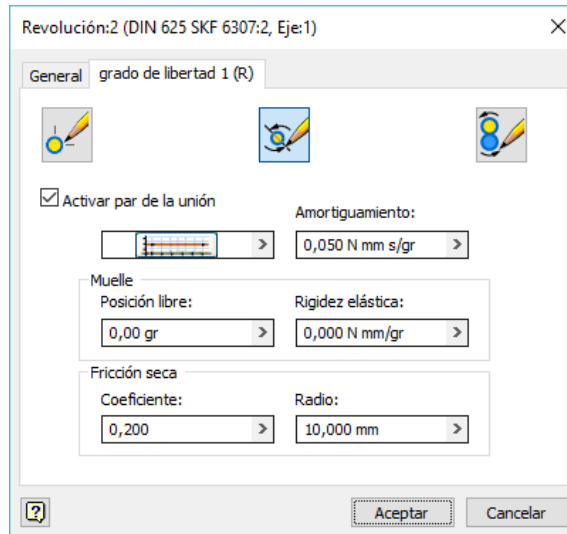 Revolución:2 (DIN 625 SKF 6307:2, Eje:1)
General grado de libertad 1 (R)
Activar par de la unión
Amortiguamiento:
0,050 N mm s/gr
Muelle
Posición libre: Rigidez elástica:
0,00 gr 0,000 N mm/gr
Fricción seca
Coeficiente: Radio:
0,200 10,000 mm
Aceptar Cancelar